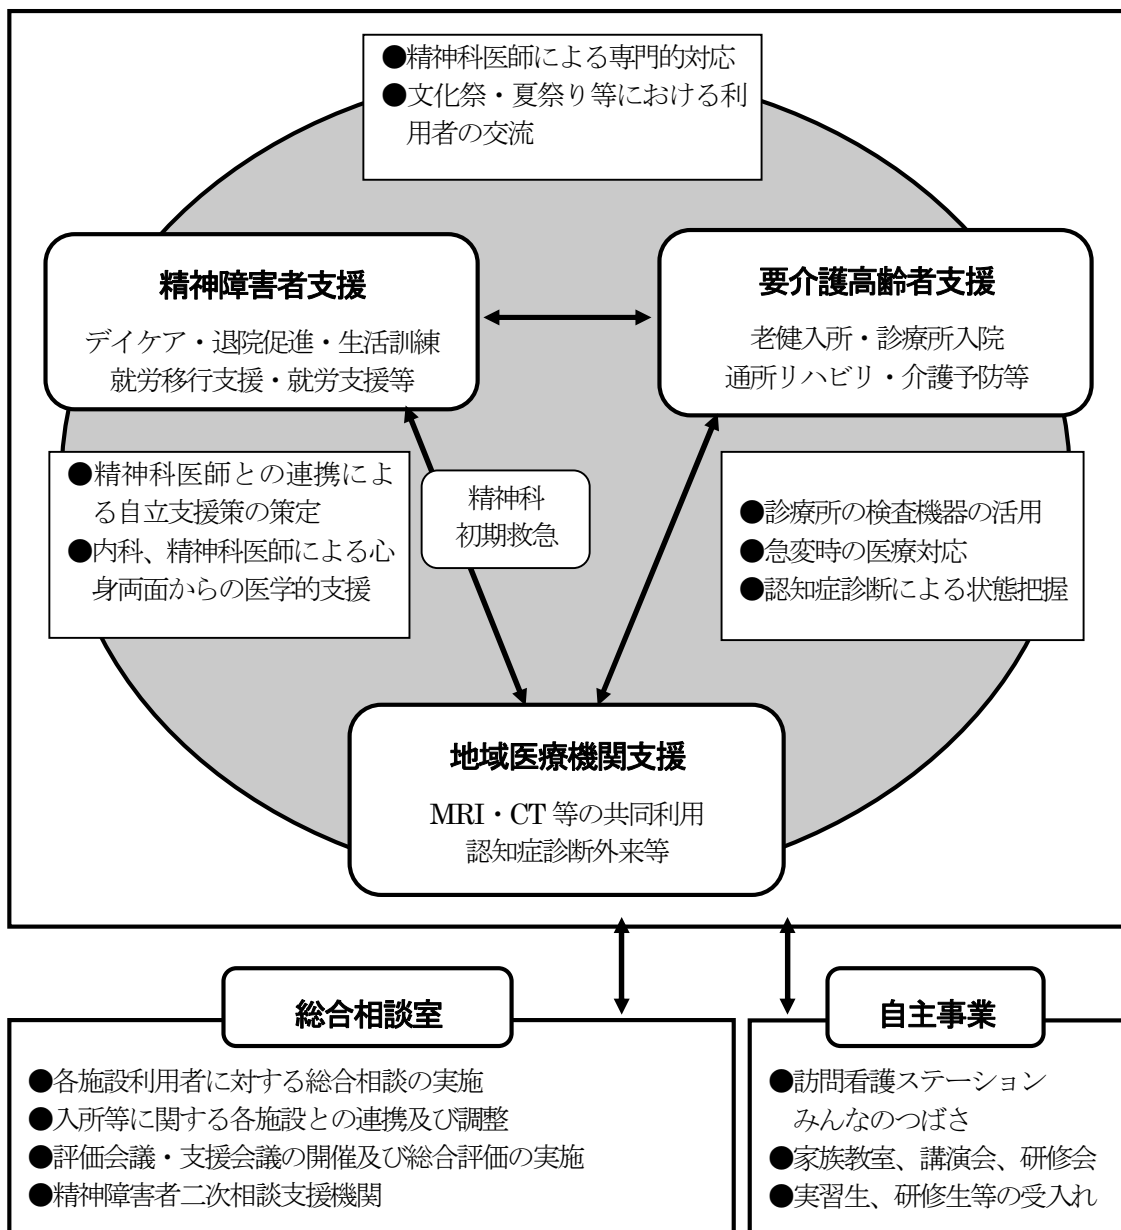 ●精神科医師による専門的対応
●文化祭・夏祭り等における利
用者の交流
精神障害者支援
デイケア・退院促進・生活訓練
就労移行支援・就労支援等
要介護高齢者支援
老健入所・診療所入院
通所リハビリ・介護予防等
●精神科医師との連携によ
る自立支援策の策定
●内科、精神科医師による心
身両面からの医学的支援
精神科
初期救急
●診療所の検査機器の活用
●急変時の医療対応
●認知症診断による状態把握
地域医療機関支援
MRI・CT 等の共同利用
認知症診断外来等
総合相談室
●各施設利用者に対する総合相談の実施
●入所等に関する各施設との連携及び調整
●評価会議・支援会議の開催及び総合評価の実施
●精神障害者二次相談支援機関
自主事業
●訪問看護ステーション
みんなのつばさ
●家族教室、講演会、研修会
●実習生、研修生等の受入れ